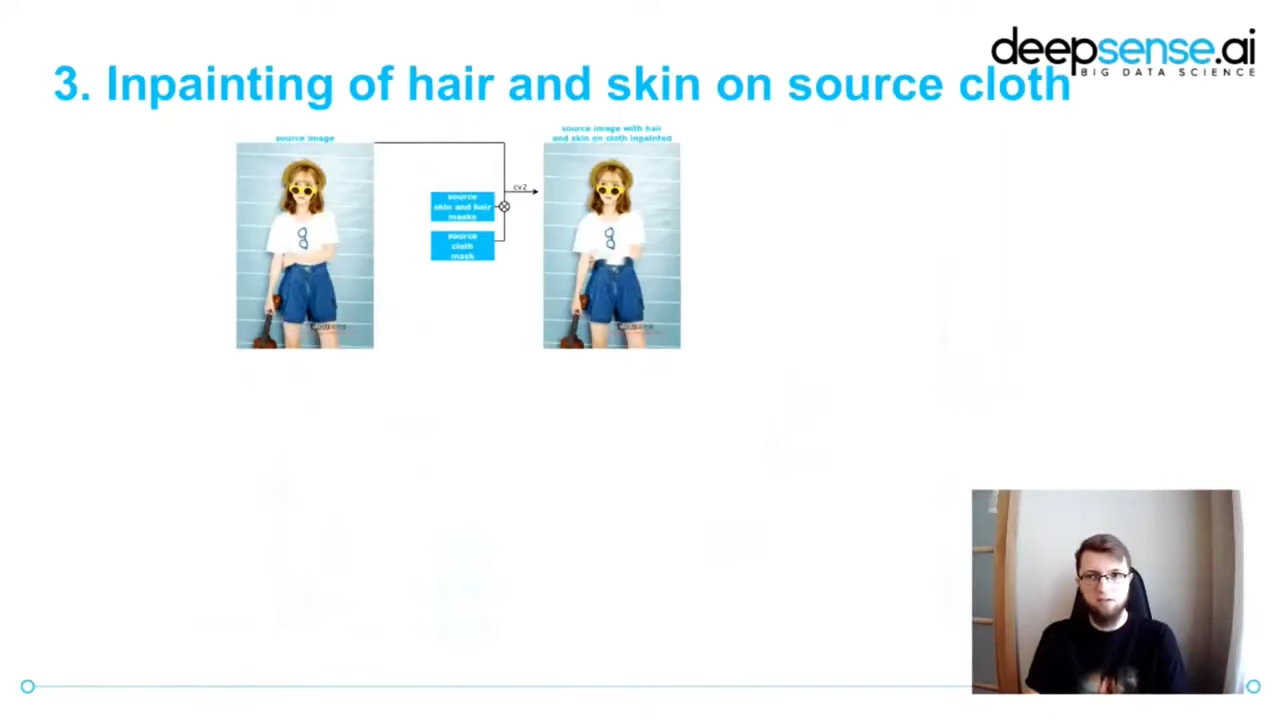 deepsense.ai
BIG DATA SCIENCE
3. Inpainting of hair and skin on source cloth
source image
source image with hair
and skin on cloth inpainted
cv2
source
skin and hair
masks
source
cloth
mask